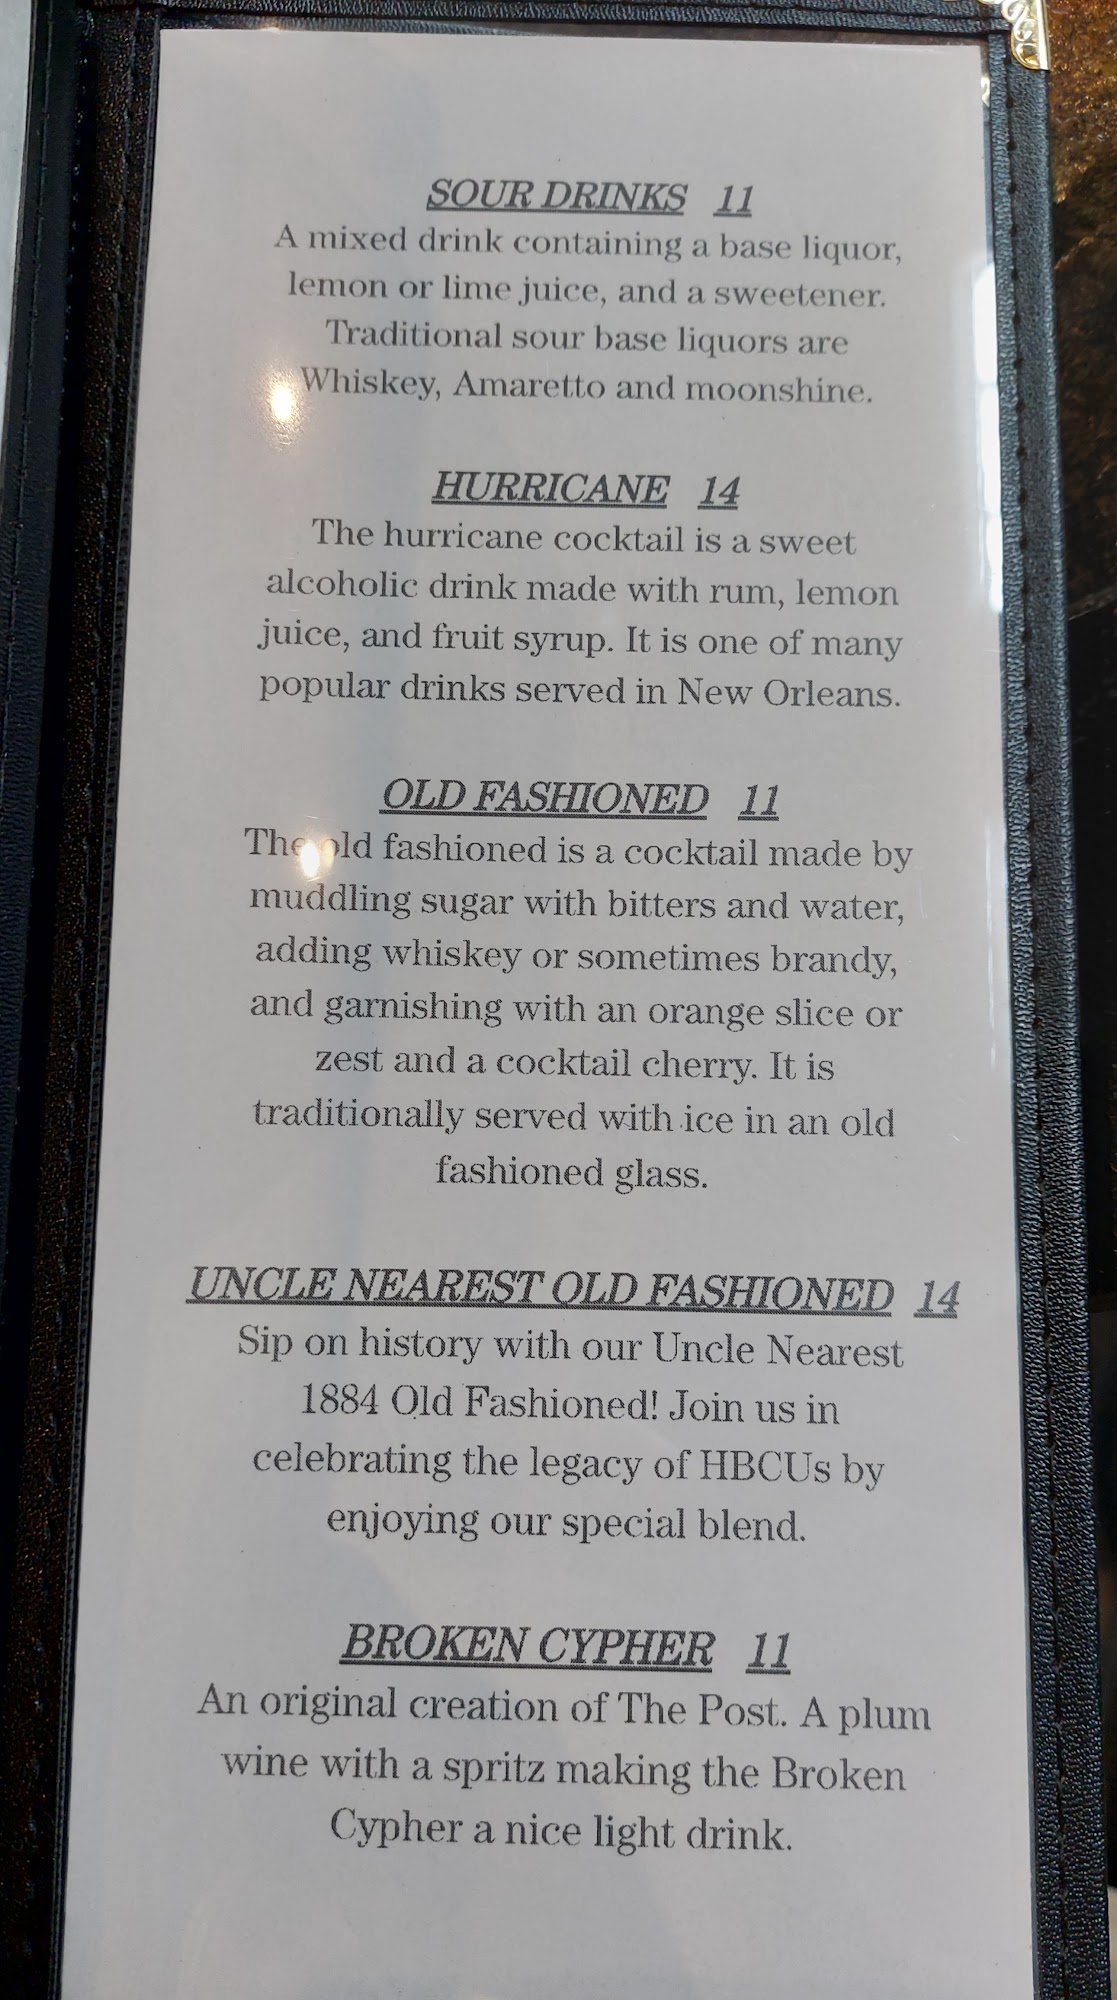 SOUR DRINKS 11
A mixed drink containing a base liquor,
lemon or lime juice, and a sweetener.
Traditional sour base liquors are
Whiskey, Amaretto and moonshine.
HURRICANE 14
The hurricane cocktail is a sweet
alcoholic drink made with rum, lemon
juice, and fruit syrup. It is one of many
popular drinks served in New Orleans.
OLD FASHIONED 11
The old fashioned is a cocktail made by
muddling sugar with bitters and water,
adding whiskey or sometimes brandy,
and garnishing with an orange slice or
zest and a cocktail cherry. It is
traditionally served with ice in an old
fashioned glass.
UNCLE NEAREST OLD FASHIONED 14
Sip on history with our Uncle Nearest
1884 Old Fashioned! Join us in
celebrating the legacy of HBCUs by
enjoying our special blend.
BROKEN CYPHER 11
An original creation of The Post. A plum
wine with a spritz making the Broken
Cypher a nice light drink.